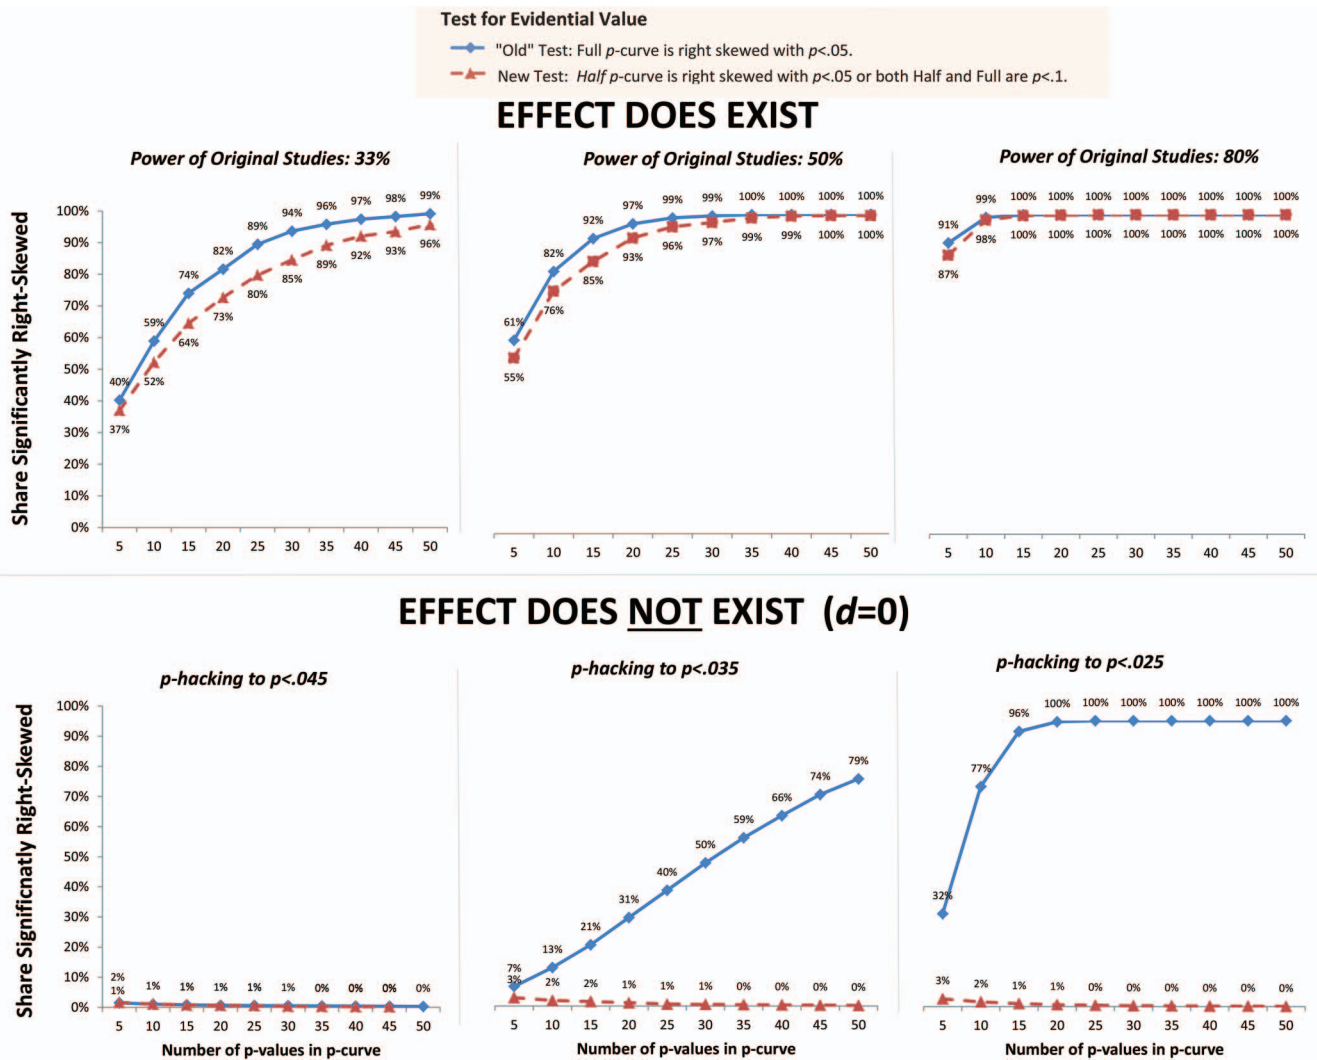 Test for Evidential Value
"Old" Test: Full p-curve is right skewed with p<.05.
New Test: Half p-curve is right skewed with p<.05 or both Half and Full are p<.1.
EFFECT DOES EXIST
Power of Original Studies: 33%
Power of Original Studies: 50%
Power of Original Studies: 80%
Share Significantly Right-Skewed
100%
90%
80%
70%
60%
50%
40%
30%
20%
10%
0%
40% 59% 74% 82% 89% 94% 96% 97% 98% 99%
37% 52% 64% 73% 80% 85% 89% 92% 93% 96%
5 10 15 20 25 30 35 40 45 50
61% 82% 92% 97% 99% 99% 100% 100% 100% 100%
55% 76% 85% 93% 96% 97% 99% 99% 100% 100%
5 10 15 20 25 30 35 40 45 50
91% 99% 100% 100% 100% 100% 100% 100% 100% 100%
87% 98% 100% 100% 100% 100% 100% 100% 100% 100%
5 10 15 20 25 30 35 40 45 50
EFFECT DOES NOT EXIST (d=0)
p-hacking to p<.045
p-hacking to p<.035
p-hacking to p<.025
Share Significnatly Right-Skewed
100%
90%
80%
70%
60%
50%
40%
30%
20%
10%
0%
2%
1% 1% 1% 1% 1% 1% 0% 0% 0% 0%
5 10 15 20 25 30 35 40 45 50
Number of p-values in p-curve
7% 13% 21% 31% 40% 50% 59% 66% 74% 79%
3% 2% 2% 1% 1% 1% 0% 0% 0% 0%
5 10 15 20 25 30 35 40 45 50
Number of p-values in p-curve
32% 77% 96% 100% 100% 100% 100% 100% 100% 100%
3% 2% 1% 1% 0% 0% 0% 0% 0% 0%
5 10 15 20 25 30 35 40 45 50
Number of p-values in p-curve